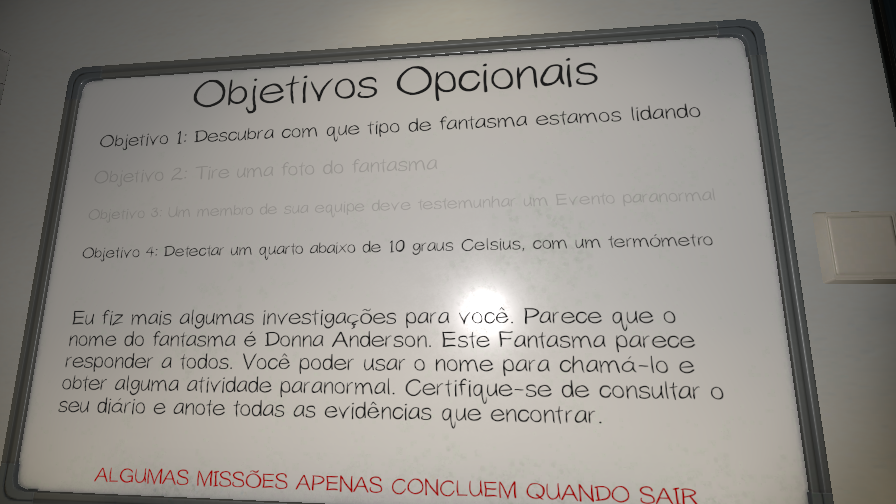 Objetivos Opcionais
Objetivo 1: Descubra com que tipo de fantasma estamos lidando
Objetivo 2: Tire uma foto do fantasma
Objetivo 3: Um membro de sua equipe deve testemunhar um Evento paranormal
Objetivo 4: Detectar um quarto abaixo de 10 graus Celsius, com um termómetro
Eu fiz mais algumas investigações para você. Parece que o
nome do fantasma é Donna Anderson. Este Fantasma parece
responder a todos. Você poder usar o nome para chamá-lo e
obter alguma atividade paranormal. Certifique-se de consultar o
seu diário e anote todas as evidências que encontrar.
ALGUMAS MISSÕES APENAS CONCLUEM QUANDO SAIR